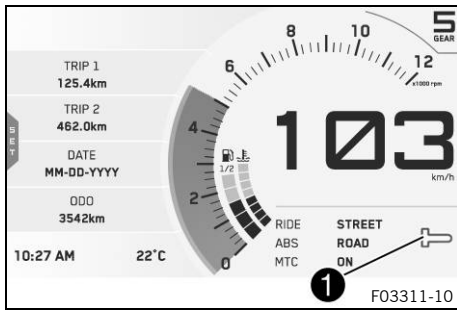 5
GEAR
TRIP 1
125.4km
TRIP 2
462.0km
SET
DATE
MM-DD-YYYY
ODO
3542km
10:27 AM
22°C
0
2
4
6
8
10
12
x1000 rpm
1/2
103
km/h
RIDE STREET
ABS ROAD
MTC ON
1
F03311-10